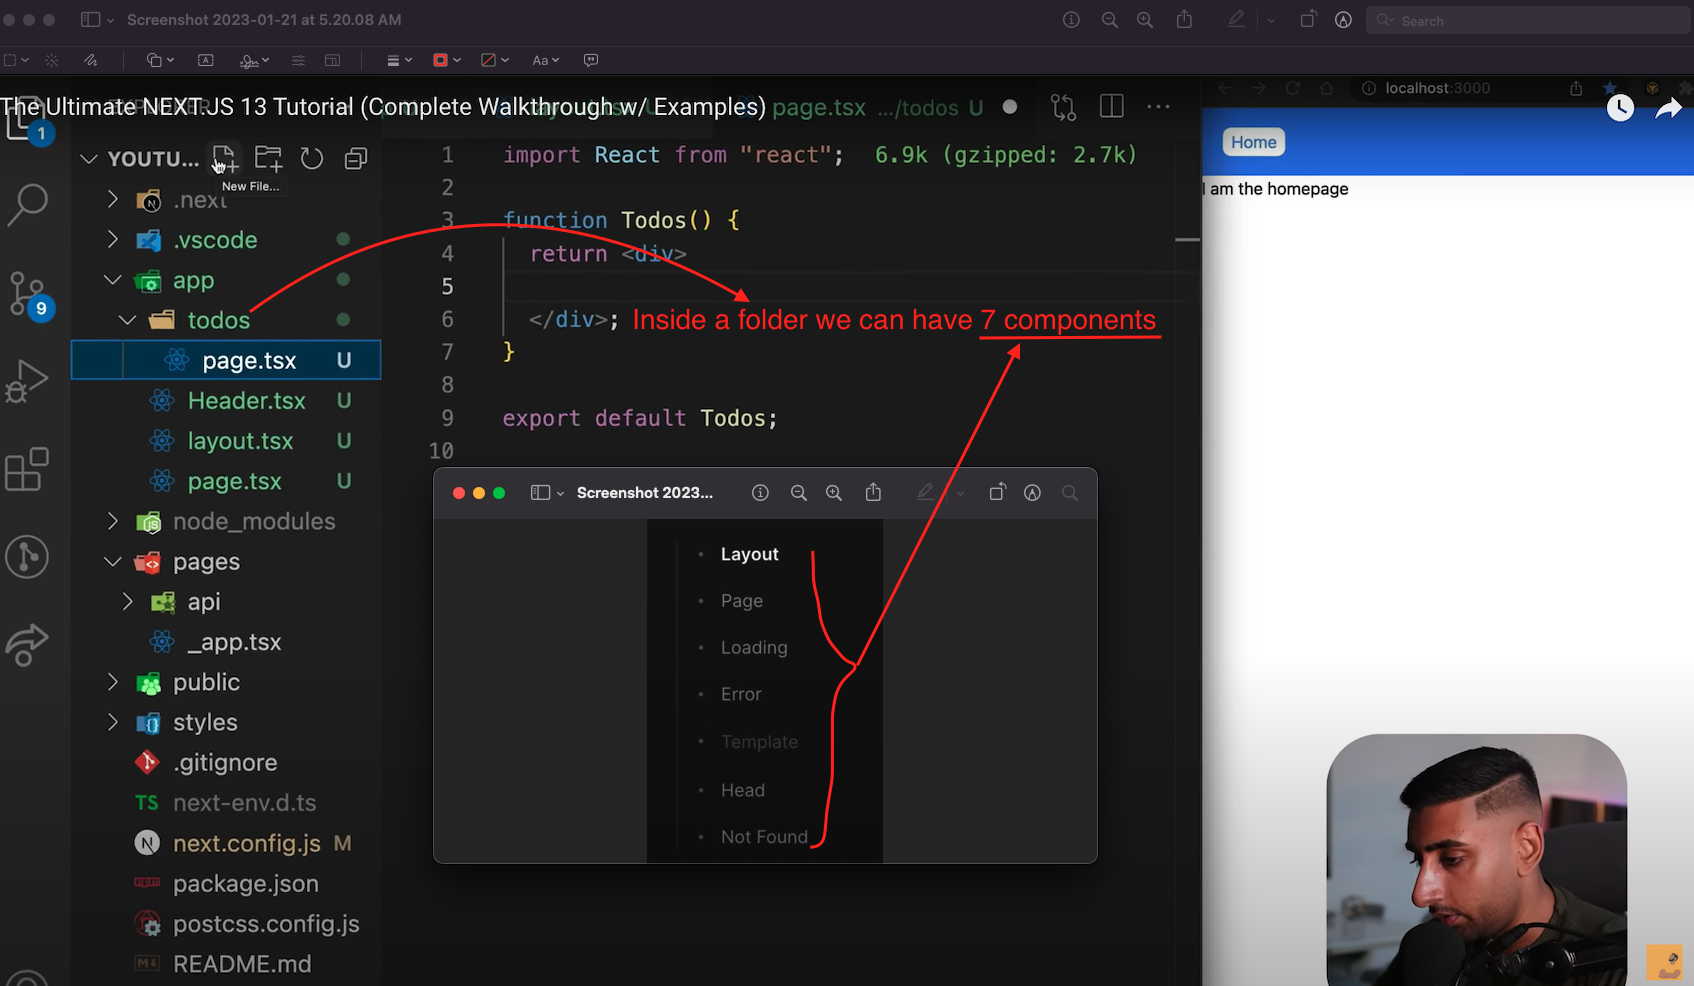 Screenshot 2023-01-21 at 5.20.08 AM
Search
Aa
The Ultimate NEXT.JS 13 Tutorial (Complete Walkthrough w/ Examples)
page.tsx .../todos U
localhost:3000
1
YOUTU...
New File...
.next
.vscode
app
todos
page.tsx U
Header.tsx U
layout.tsx U
page.tsx U
node_modules
pages
api
_app.tsx
public
styles
.gitignore
TS next-env.d.ts
next.config.js M
package.json
postcss.config.js
README.md
9
1 import React from "react"; 6.9k (gzipped: 2.7k)
2
3 function Todos() {
4 return <div>
5
6 </div>; Inside a folder we can have 7 components
7 }
8
9 export default Todos;
10
Screenshot 2023...
• Layout
• Page
• Loading
• Error
• Template
• Head
• Not Found
Home
I am the homepage